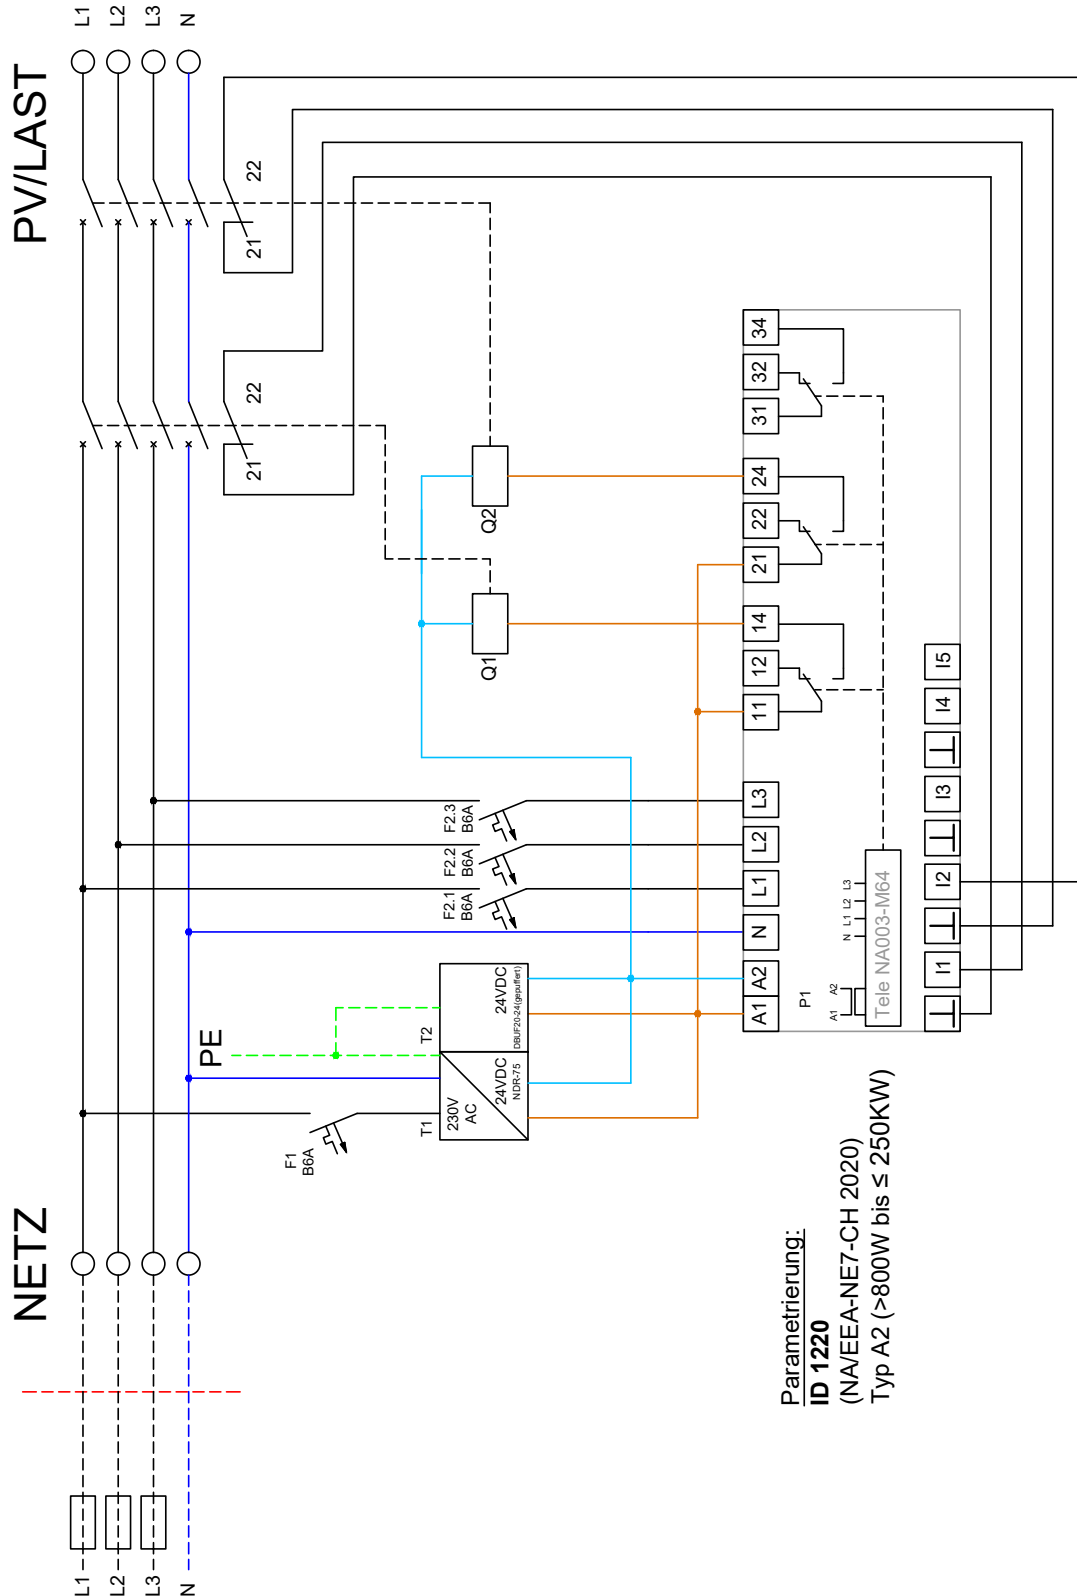 NETZ
PV/LAST
L1
L2
L3
N
L1
L2
L3
N
21
22
21
22
PE
F1
B6A
F2.1
B6A
F2.2
B6A
F2.3
B6A
T1
T2
230V
AC
24VDC
NDR-75
24VDC
DBUF20-24(gepuffert)
Q1
Q2
A1
A2
N
L1
L2
L3
11
12
14
21
22
24
31
32
34
P1
A1
A2
N
L1
L2
L3
Tele NA003-M64
I1
I2
I3
I4
I5
Parametrierung:
ID 1220
(NA/EEA-NE7-CH 2020)
Typ A2 (>800W bis ≤ 250KW)